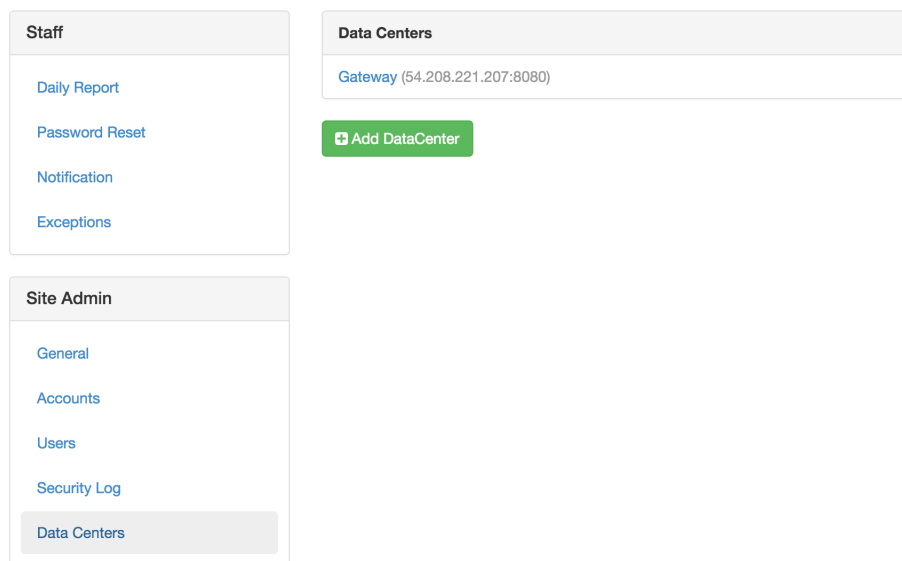 Staff
Daily Report
Password Reset
Notification
Exceptions
Site Admin
General
Accounts
Users
Security Log
Data Centers
Data Centers
Gateway (54.208.221.207:8080)
Add DataCenter